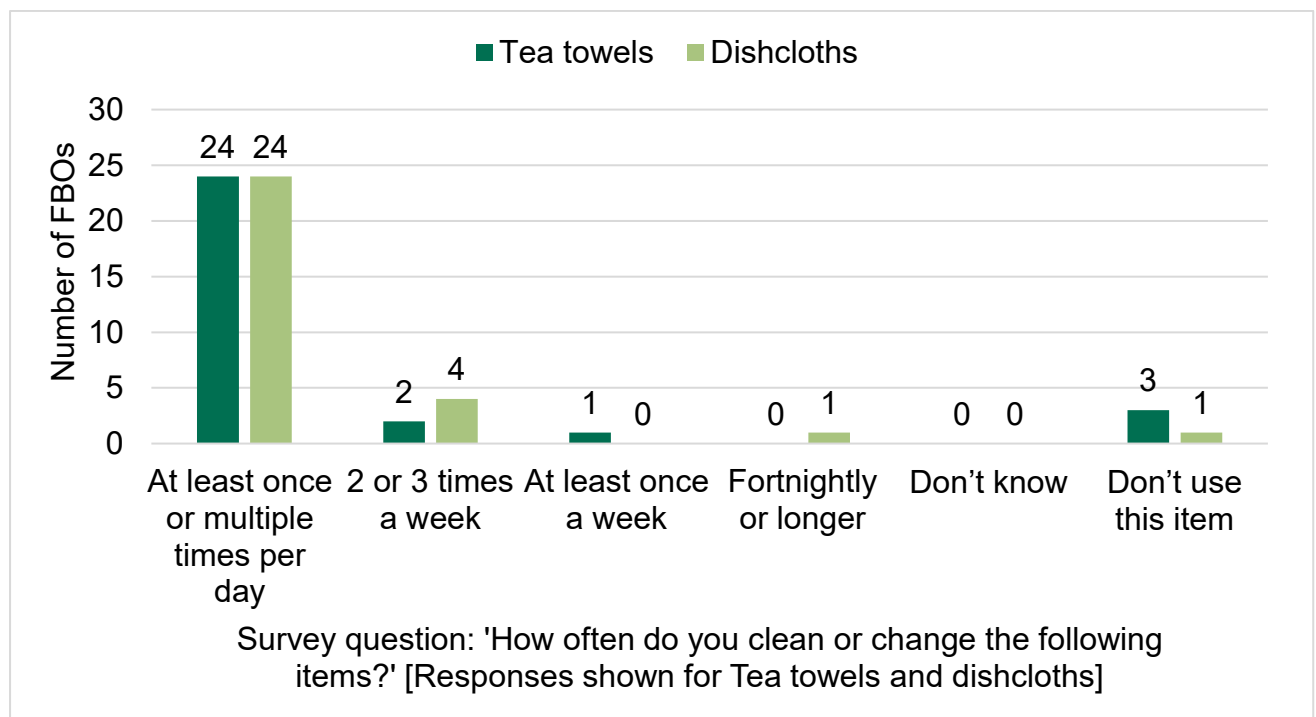 Tea towels Dishcloths
Number of FBOs
30
25
20
15
10
5
0
24 24
2 4
1 0
0 1
0 0
3 1
At least once or multiple times per day
2 or 3 times a week
At least once a week
Fortnightly or longer
Don’t know
Don’t use this item
Survey question: 'How often do you clean or change the following
items?' [Responses shown for Tea towels and dishcloths]